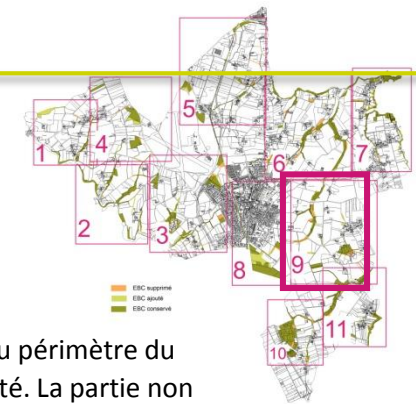 5
7
1
4
6
2
3
8
9
EBC supprimé
EBC ajouté
EBC conservé
11
10
u périmètre du
té. La partie non